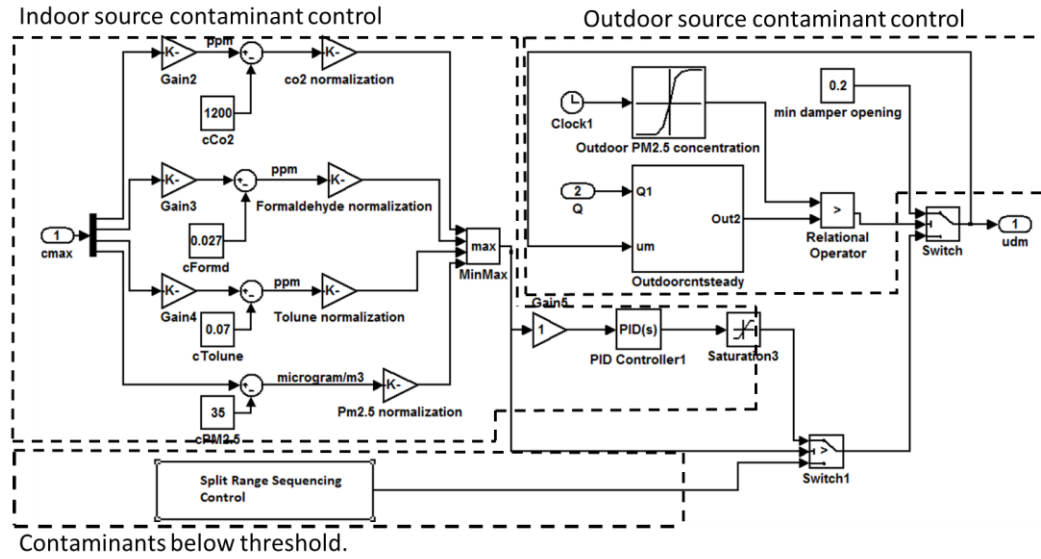 Indoor source contaminant control
Outdoor source contaminant control
ppm
K-
+
-
K-
Gain2
co2 normalization
1200
cCo2
0.2
min damper opening
Clock1
Outdoor PM2.5 concentration
ppm
K-
+
-
K-
Gain3
Formaldehyde normalization
2
Q
Q1
Out2
um
Outdoorcntsteady
>
Relational
Operator
Switch
1
udm
1
cmax
0.027
cFormd
max
MinMax
ppm
K-
+
-
K-
Gain4
Tolune normalization
0.07
cTolune
Gain5
1
PID(s)
PID Controller1
Saturation3
microgram/m3
+
-
K-
Pm2.5 normalization
35
cPM2.5
>
Switch1
Split Range Sequencing
Control
Contaminants below threshold.